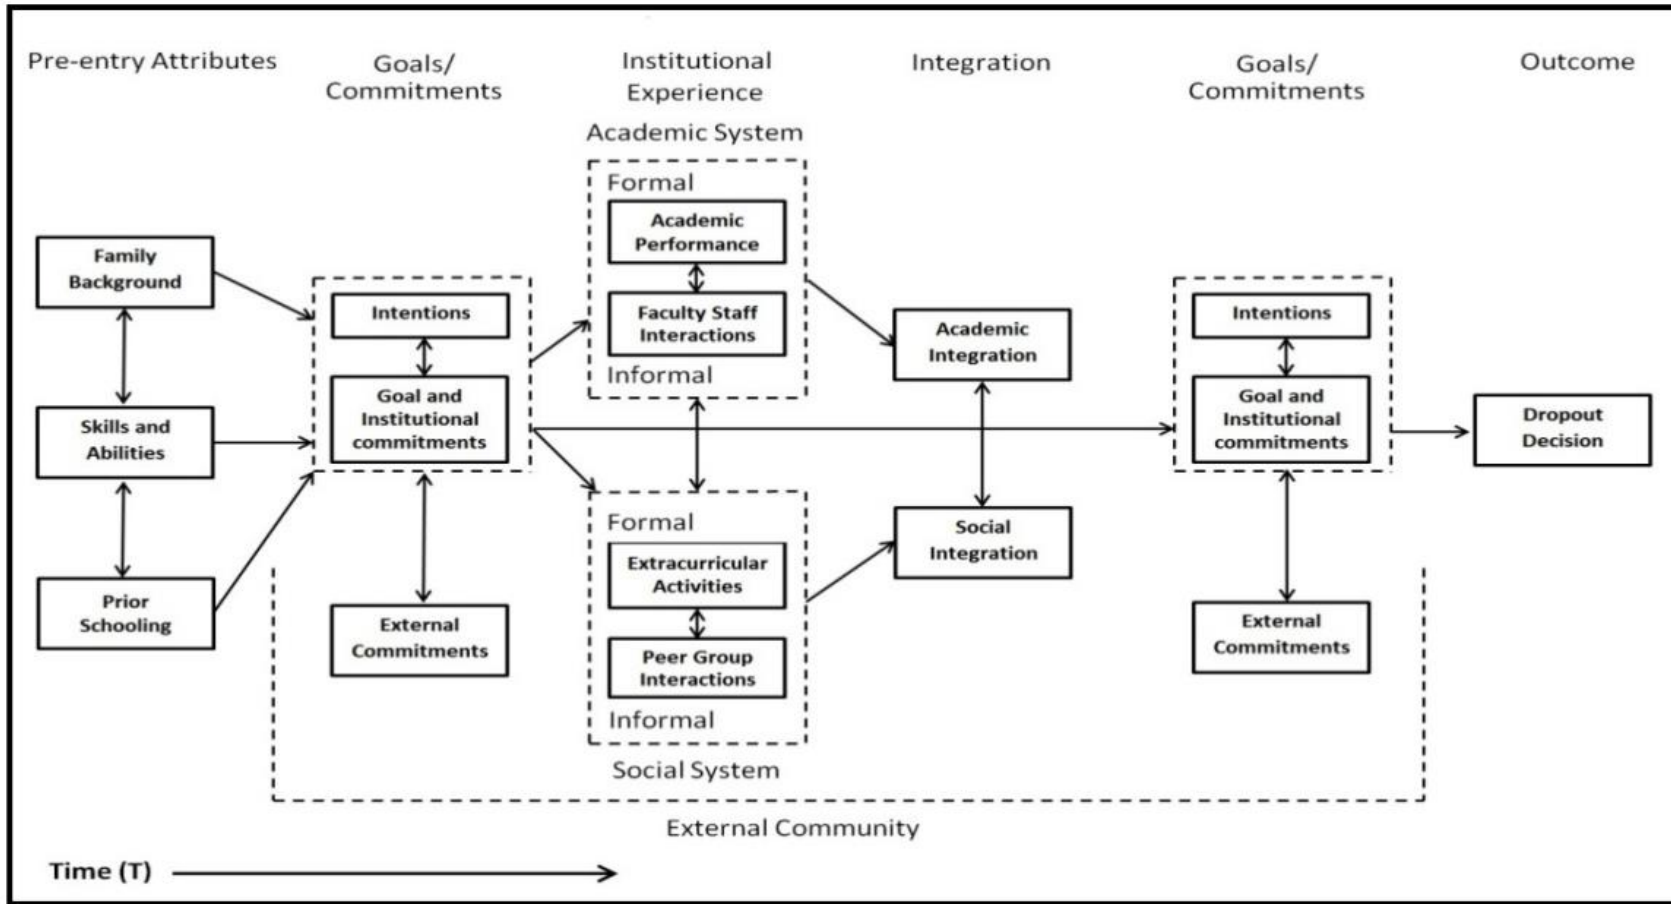 Pre-entry Attributes
Goals/
Commitments
Institutional
Experience
Integration
Goals/
Commitments
Outcome
Academic System
Formal
Academic
Performance
Faculty Staff
Interactions
Informal
Family
Background
Skills and
Abilities
Prior
Schooling
Intentions
Goal and
Institutional
commitments
External
Commitments
Formal
Extracurricular
Activities
Peer Group
Interactions
Informal
Social System
Academic
Integration
Social
Integration
Intentions
Goal and
Institutional
commitments
External
Commitments
Dropout
Decision
External Community
Time (T)